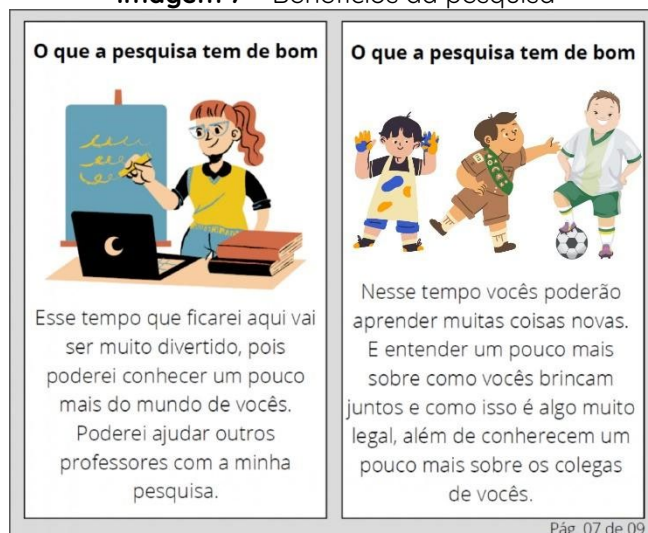 Imagem 7 – Benefícios da pesquisa
O que a pesquisa tem de bom
Esse tempo que ficarei aqui vai
ser muito divertido, pois
poderei conhecer um pouco
mais do mundo de vocês.
Poderei ajudar outros
professores com a minha
pesquisa.
O que a pesquisa tem de bom
Nesse tempo vocês poderão
aprender muitas coisas novas.
E entender um pouco mais
sobre como vocês brincam
juntos e como isso é algo muito
legal, além de conherecem um
pouco mais sobre os colegas
de vocês.
Pág. 07 de 09